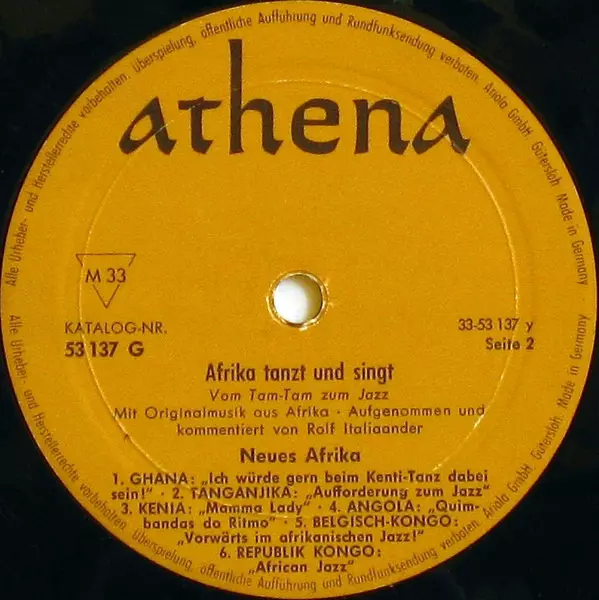 Alle Urheber- und Herstellerrechte vorbehalten. Überspielung, öffentliche Aufführung und Rundfunksendung verboten. Ariola GmbH. Gütersloh. Made in Germany
athena
M 33
KATALOG-NR.
53 137 G
33-53 137 y
Seite 2
Afrika tanzt und singt
Vom Tam-Tam zum Jazz
Mit Originalmusik aus Afrika · Aufgenommen und
kommentiert von Rolf Italiaander
Neues Afrika
1. GHANA: „Ich würde gern beim Kenti-Tanz dabei
sein!“ · 2. TANGANJIKA: „Aufforderung zum Jazz“
3. KENIA: „Mamma Lady“ · 4. ANGOLA: „Quim-
bandas do Ritmo“ · 5. BELGISCH-KONGO:
„Vorwärts im afrikanischen Jazz!“
6. REPUBLIK KONGO:
„African Jazz“
Alle Urheber- und Herstellerrechte vorbehalten. Überspielung, öffentliche Aufführung und Rundfunksendung verboten. Ariola GmbH. Gütersloh. Made in Germany